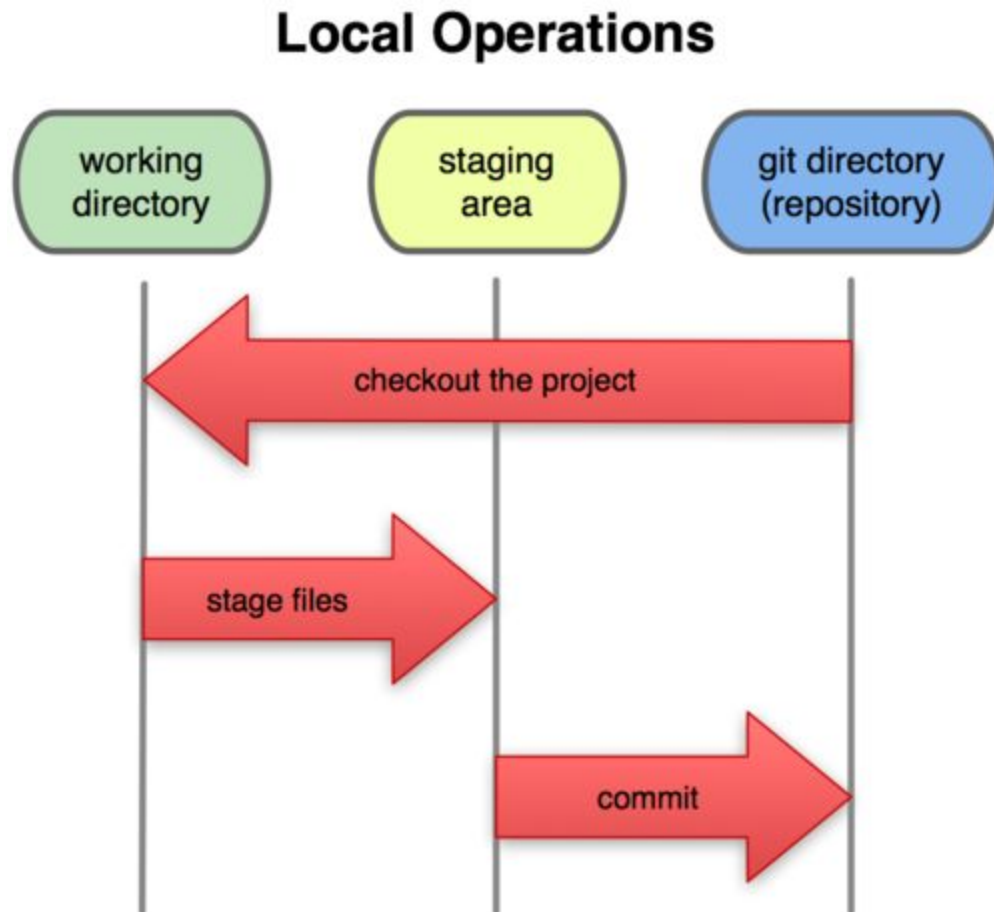 Local Operations
working
directory
staging
area
git directory
(repository)
checkout the project
stage files
commit